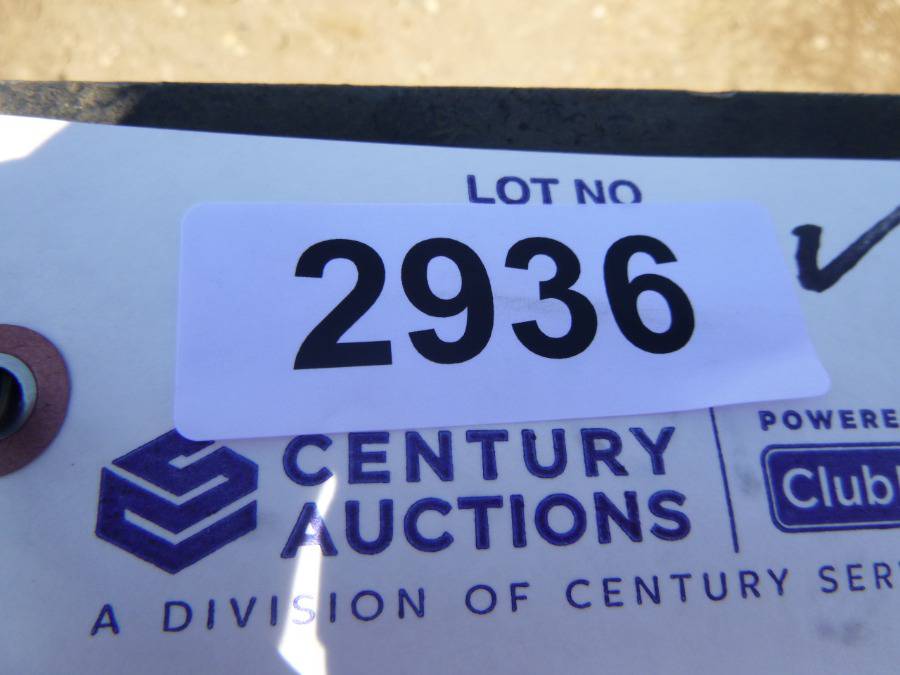 LOT NO
2936
CENTURY
AUCTIONS
POWERE
Club
A DIVISION OF CENTURY SER